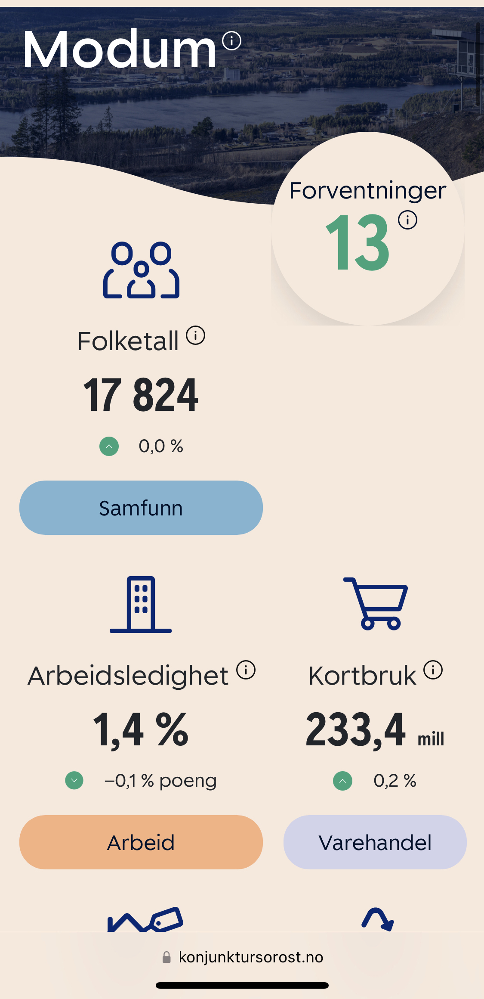 Modum
Forventninger
13
Folketall
17 824
0,0 %
Samfunn
Arbeidsledighet
1,4 %
–0,1 % poeng
Arbeid
Kortbruk
233,4 mill
0,2 %
Varehandel
konjunktursorost.no